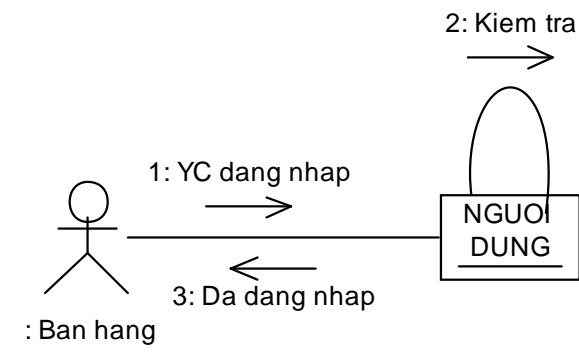 2: Kiem tra
1: YC dang nhap
NGUOI
DUNG
3: Da dang nhap
: Ban hang